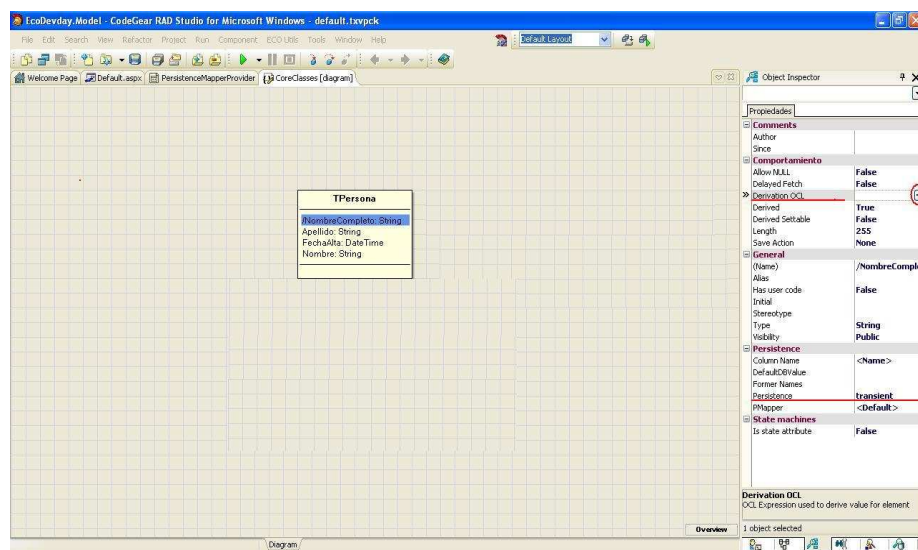 EcoDevday.Model - CodeGear RAD Studio for Microsoft Windows - default.txvpck
File Edit Search View Refactor Project Run Component ECO Utils Tools Window Help
Default Layout
Welcome Page Default.aspx PersistenceMapperProvider CoreClasses [diagram]
TPersona
/NombreCompleto: String
Apellido: String
FechaAlta: DateTime
Nombre: String
Overview
Diagram
Object Inspector
Propiedades
Comments
Author
Since
Comportamiento
Allow NULL False
Delayed Fetch False
Derivation OCL
Derived True
Derived Settable False
Length 255
Save Action None
General
(Name) /NombreComple
Alias
Has user code False
Initial
Stereotype
Type String
Visibility Public
Persistence
Column Name <Name>
DefaultDBValue
Former Names
Persistence transient
PMapper <Default>
State machines
Is state attribute False
Derivation OCL
OCL Expression used to derive value for element
1 object selected